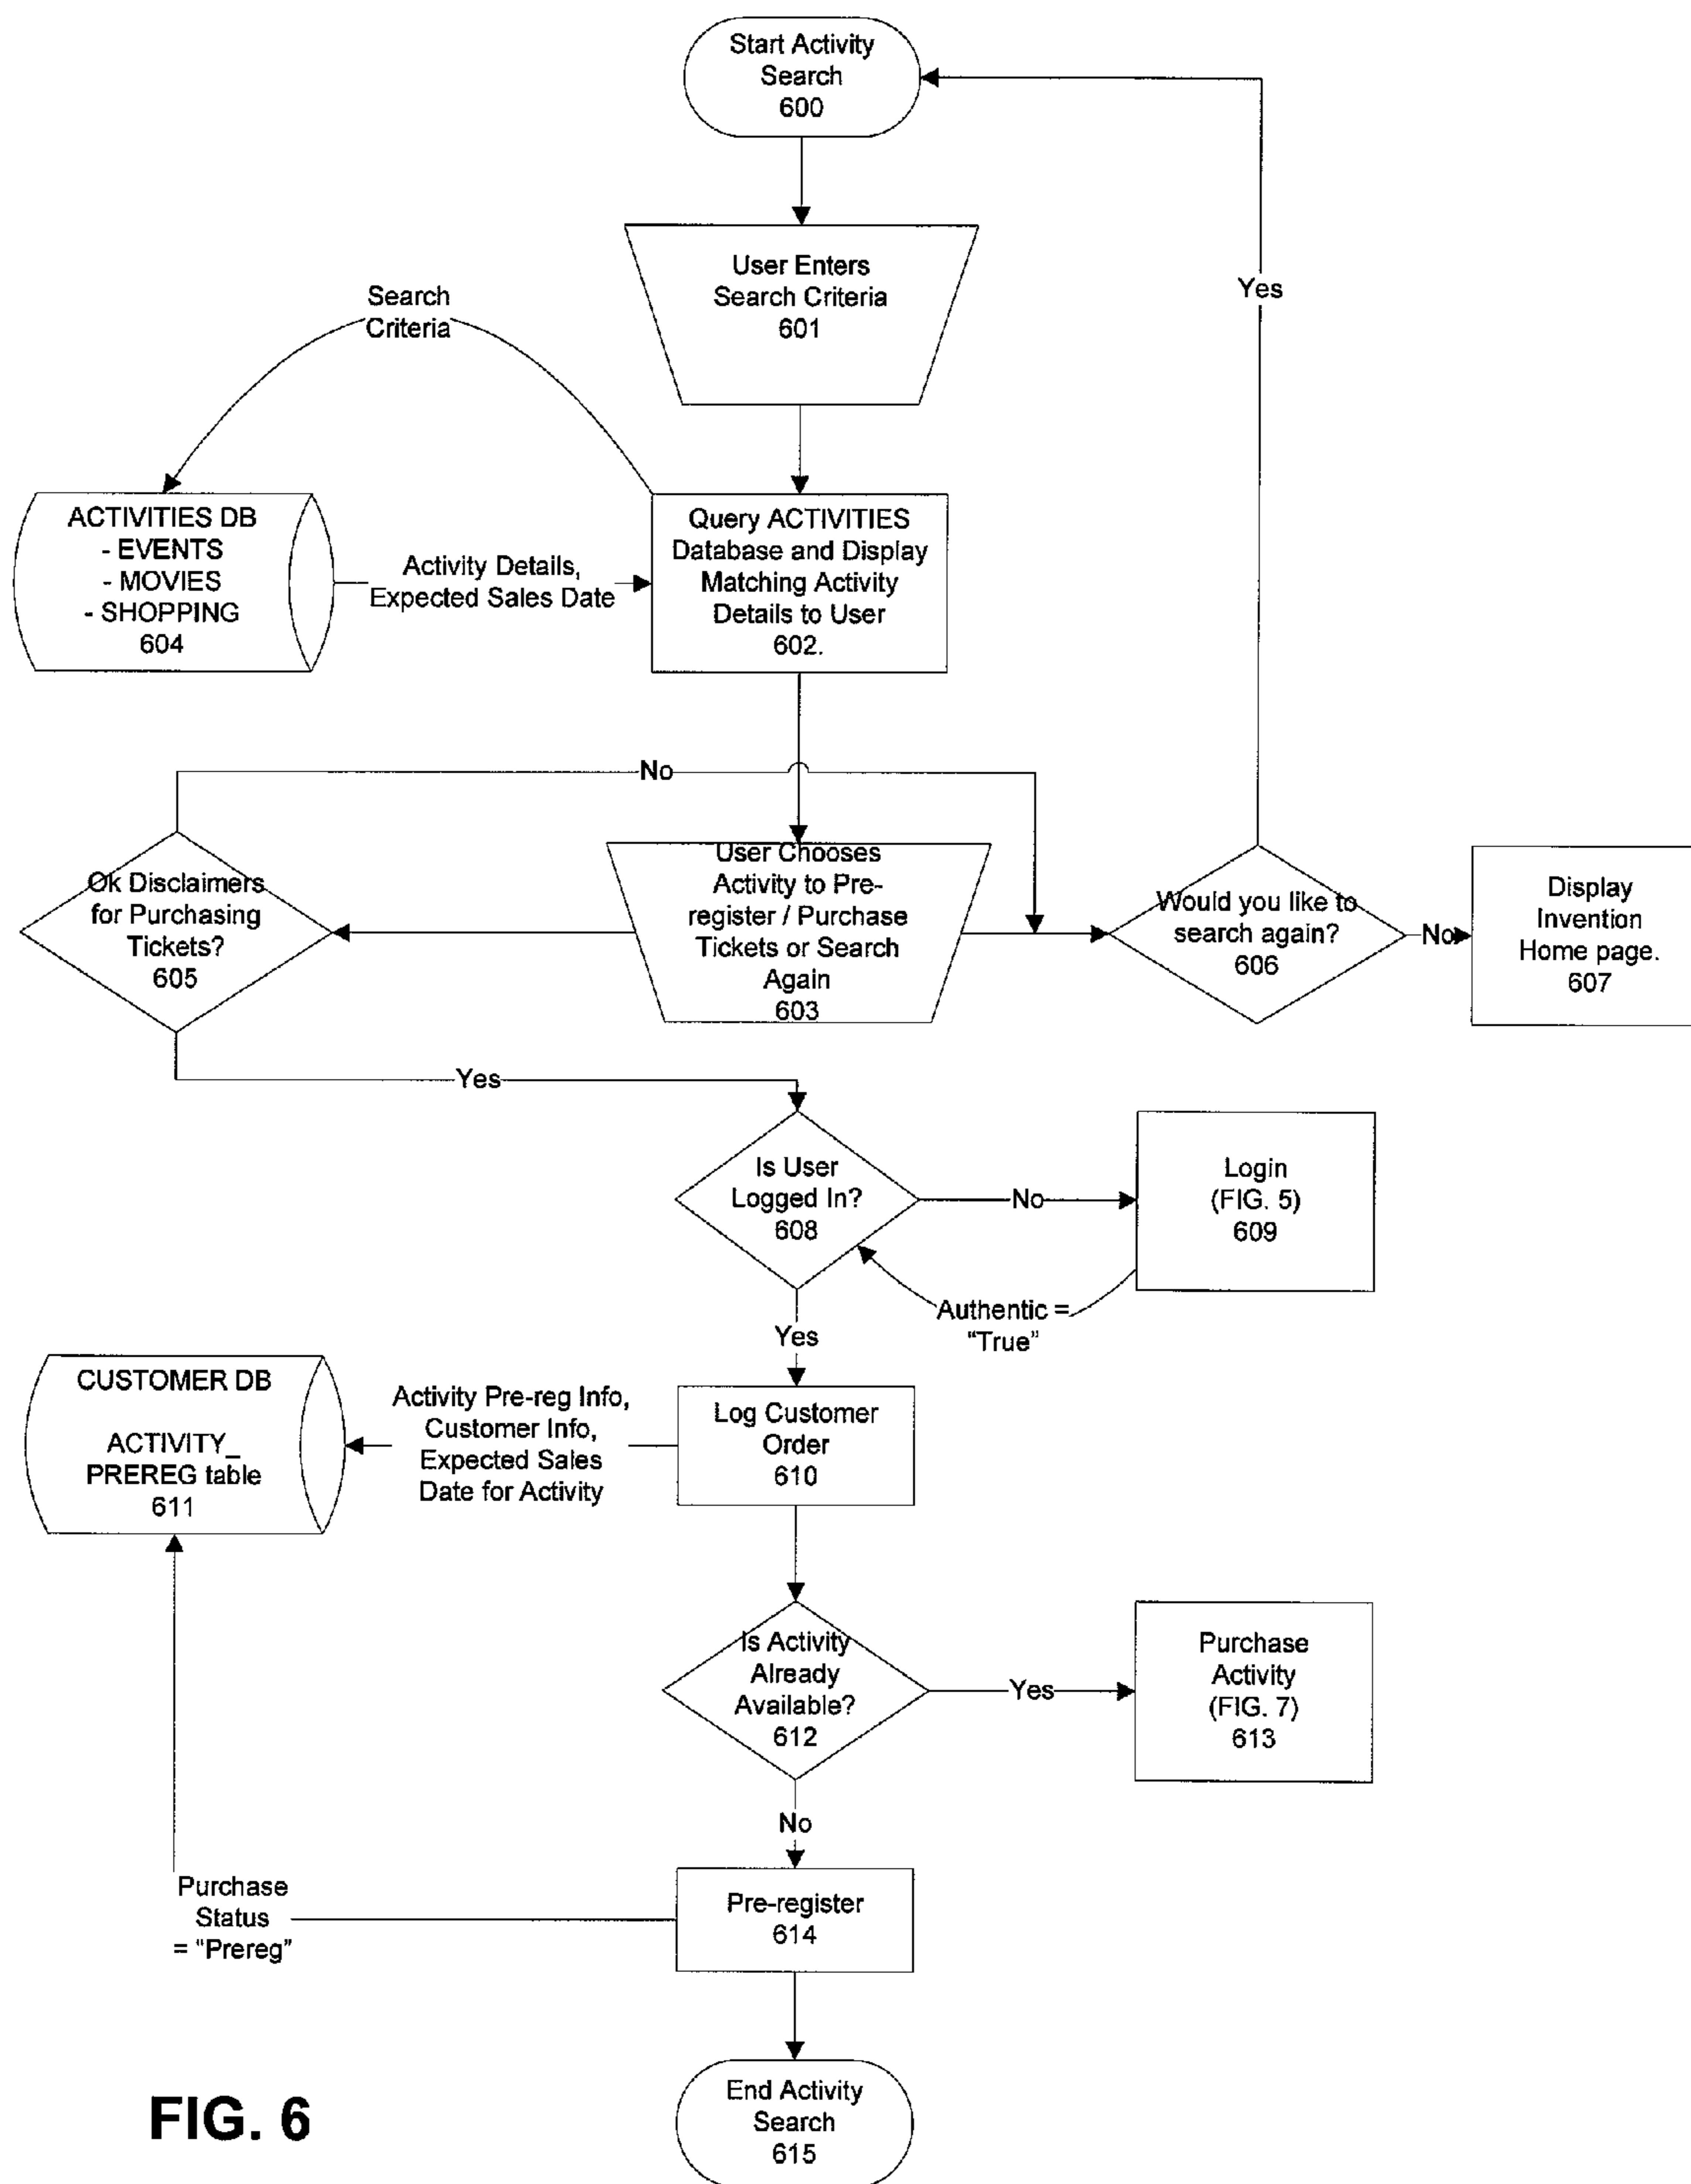 Start Activity
Search
600
Yes
User Enters
Search Criteria
601
Search
Criteria
ACTIVITIES DB
- EVENTS
- MOVIES
- SHOPPING
604
Activity Details,
Expected Sales Date
Query ACTIVITIES
Database and Display
Matching Activity
Details to User
602.
No
Ok Disclaimers
for Purchasing
Tickets?
605
User Chooses
Activity to Pre-
register / Purchase
Tickets or Search
Again
603
Would you like to
search again?
606
No
Display
Invention
Home page.
607
Yes
Is User
Logged In?
608
No
Login
(FIG. 5)
609
Authentic =
"True"
Yes
CUSTOMER DB
ACTIVITY_
PREREG table
611
Activity Pre-reg Info,
Customer Info,
Expected Sales
Date for Activity
Log Customer
Order
610
Is Activity
Already
Available?
612
Yes
Purchase
Activity
(FIG. 7)
613
No
Purchase
Status
= "Prereg"
Pre-register
614
End Activity
Search
615
FIG. 6